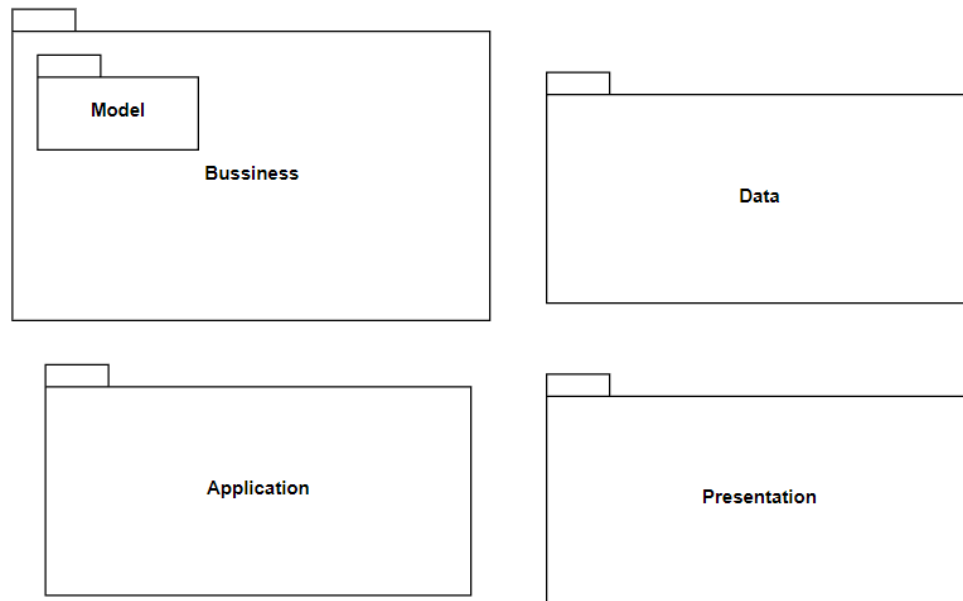 Model
Bussiness
Data
Application
Presentation